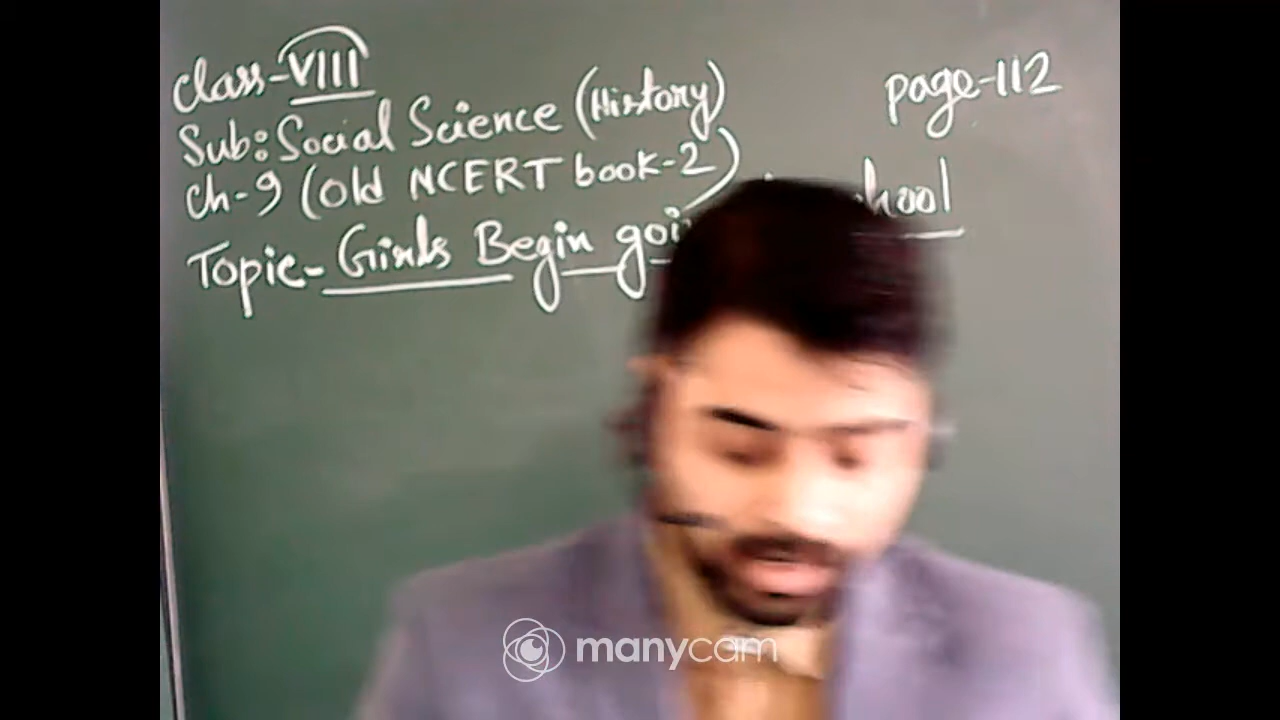 Class-VIII
Sub: Social Science (History)
page-112
Ch-9 (Old NCERT book-2)
Topic- Girls Begin
manycam